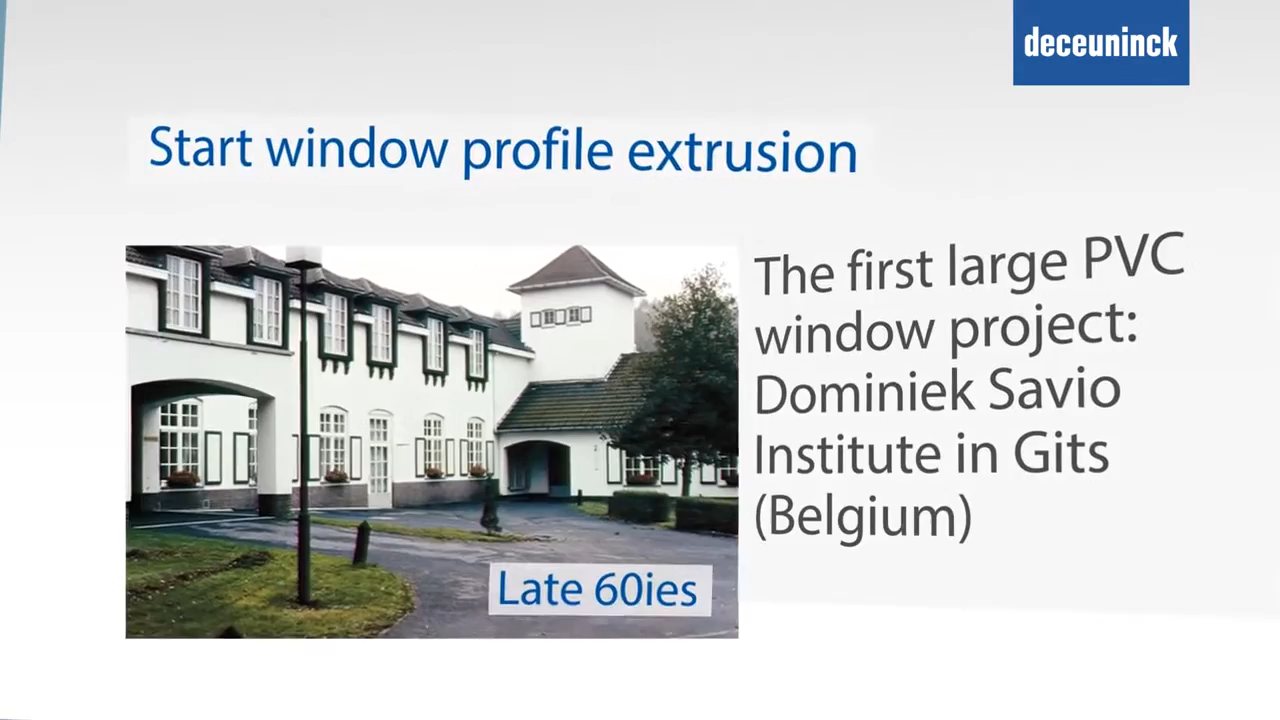 deceuninck
Start window profile extrusion
The first large PVC
window project:
Dominiek Savio
Institute in Gits
(Belgium)
Late 60ies